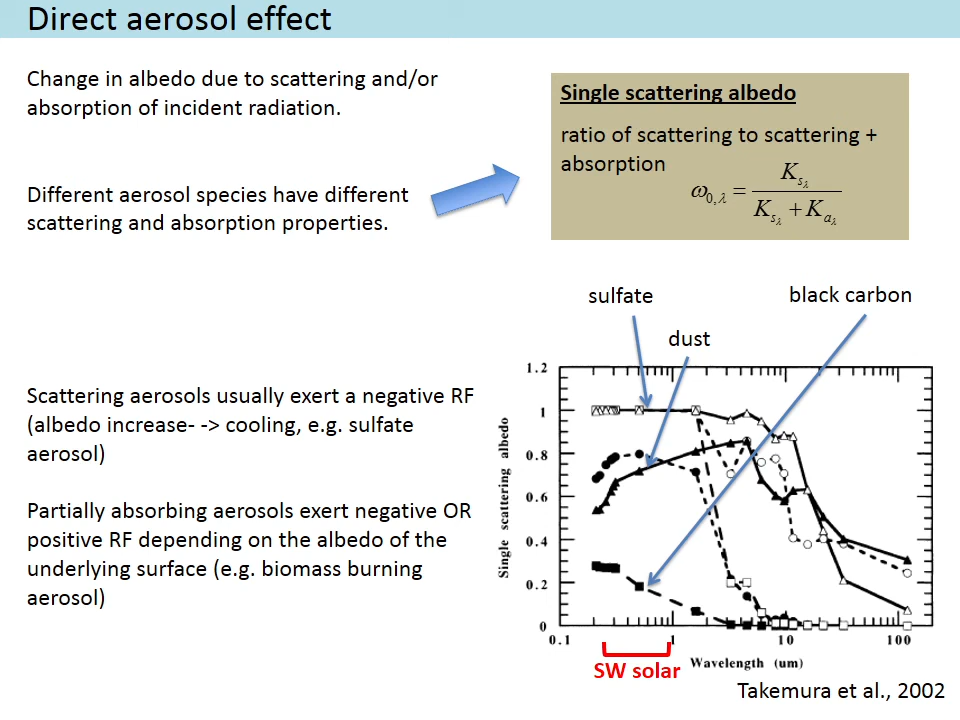 Direct aerosol effect
Change in albedo due to scattering and/or
absorption of incident radiation.
Different aerosol species have different
scattering and absorption properties.
Single scattering albedo
ratio of scattering to scattering +
absorption
ω0,λ = Ksλ / (Ksλ + Kaλ)
Scattering aerosols usually exert a negative RF
(albedo increase- -> cooling, e.g. sulfate
aerosol)
Partially absorbing aerosols exert negative OR
positive RF depending on the albedo of the
underlying surface (e.g. biomass burning
aerosol)
sulfate
black carbon
dust
1.2
1
0.8
0.6
0.4
0.2
0
Single scattering albedo
0.1
1
10
100
Wavelength (um)
SW solar
Takemura et al., 2002